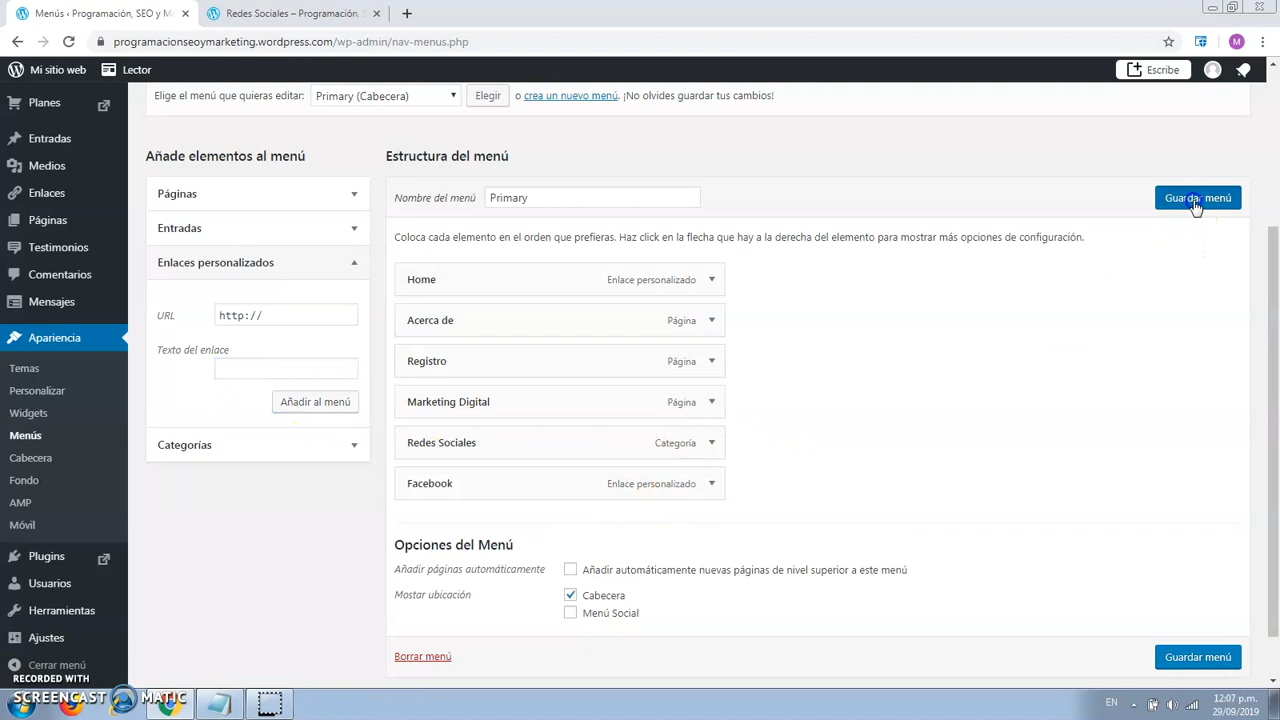 Menús ‹ Programación, SEO y M
Redes Sociales – Programación, S
programacionseoymarketing.wordpress.com/wp-admin/nav-menus.php
M
Mi sitio web
Lector
Escribe
Planes
Entradas
Medios
Enlaces
Páginas
Testimonios
Comentarios
Mensajes
Apariencia
Temas
Personalizar
Widgets
Menús
Cabecera
Fondo
AMP
Móvil
Plugins
Usuarios
Herramientas
Ajustes
Cerrar menú
Elige el menú que quieras editar: Primary (Cabecera) Elegir o crea un nuevo menú. ¡No olvides guardar tus cambios!
Añade elementos al menú
Páginas
Entradas
Enlaces personalizados
URL http://
Texto del enlace
Añadir al menú
Categorías
Estructura del menú
Nombre del menú Primary
Guardar menú
Coloca cada elemento en el orden que prefieras. Haz click en la flecha que hay a la derecha del elemento para mostrar más opciones de configuración.
Home Enlace personalizado
Acerca de Página
Registro Página
Marketing Digital Página
Redes Sociales Categoría
Facebook Enlace personalizado
Opciones del Menú
Añadir páginas automáticamente Añadir automáticamente nuevas páginas de nivel superior a este menú
Mostar ubicación Cabecera
Menú Social
Borrar menú
Guardar menú
RECORDED WITH
SCREENCAST MATIC
EN
12:07 p.m.
29/09/2019